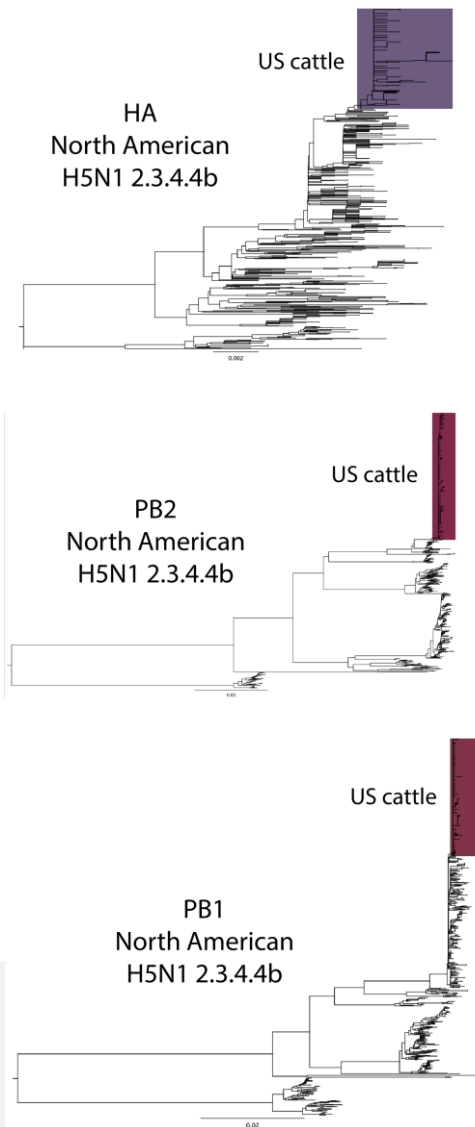 US cattle
HA
North American
H5N1 2.3.4.4b
0.002
US cattle
PB2
North American
H5N1 2.3.4.4b
0.02
US cattle
PB1
North American
H5N1 2.3.4.4b
0.02